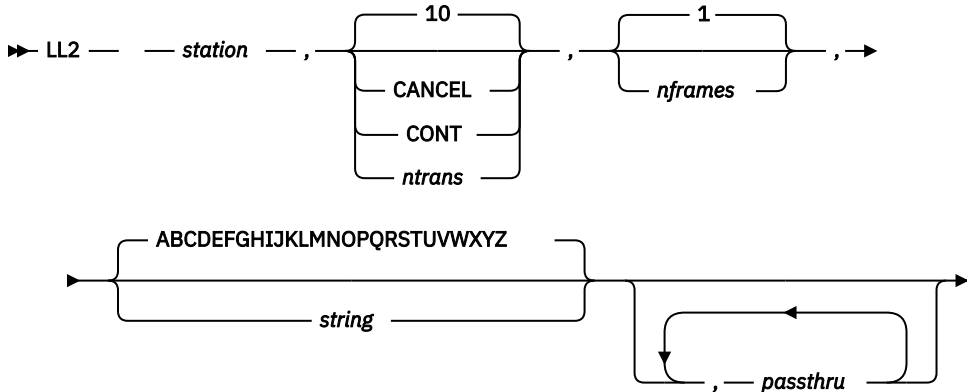 10 1
LL2 station , , ,
CANCEL nframes
CONT
ntrans
ABCDEFGHIJKLMNOPQRSTUVWXYZ
string
, passthru